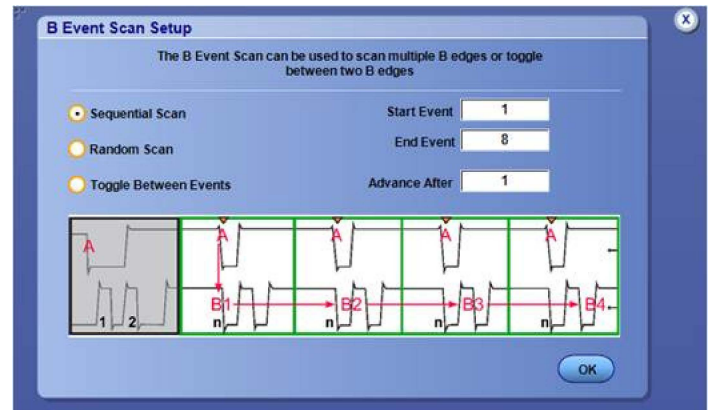 B Event Scan Setup
X
The B Event Scan can be used to scan multiple B edges or toggle
between two B edges
Sequential Scan
Start Event 1
Random Scan
End Event 8
Toggle Between Events
Advance After 1
A A A A A
B1 B2 B3 B4
1 2 n n n n
OK